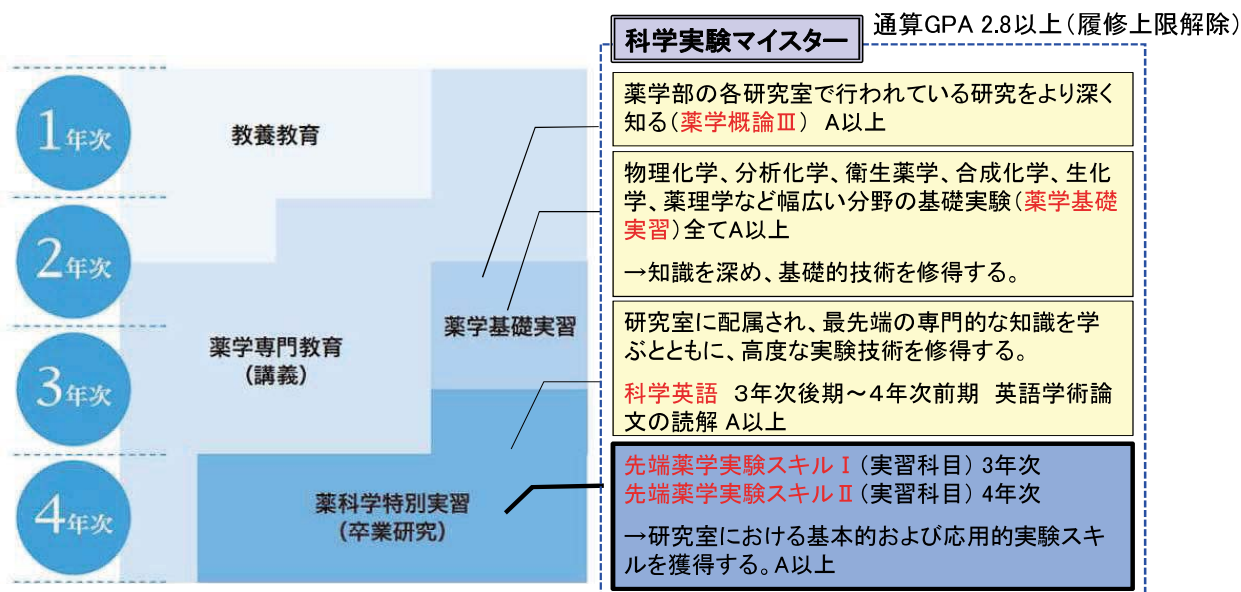 科学実験マイスター
通算GPA 2.8以上(履修上限解除)
1年次
2年次
3年次
4年次
教養教育
薬学専門教育
(講義)
薬学基礎実習
薬科学特別実習
(卒業研究)
薬学部の各研究室で行われている研究をより深く
知る(薬学概論Ⅲ) A以上
物理化学、分析化学、衛生薬学、合成化学、生化
学、薬理学など幅広い分野の基礎実験(薬学基礎
実習)全てA以上
→知識を深め、基礎的技術を修得する。
研究室に配属され、最先端の専門的な知識を学
ぶとともに、高度な実験技術を修得する。
科学英語 3年次後期～4年次前期 英語学術論
文の読解 A以上
先端薬学実験スキルⅠ(実習科目) 3年次
先端薬学実験スキルⅡ(実習科目) 4年次
→研究室における基本的および応用的実験スキ
ルを獲得する。A以上